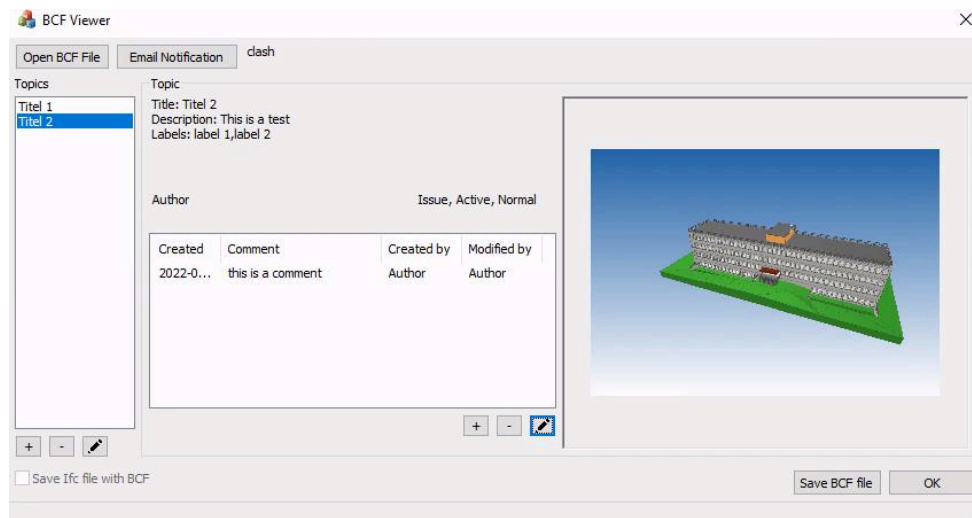 BCF Viewer
Open BCF File
Email Notification
clash
Topics
Titel 1
Titel 2
Topic
Title: Titel 2
Description: This is a test
Labels: label 1,label 2
Author
Issue, Active, Normal
Created Comment Created by Modified by
2022-0... this is a comment Author Author
+ -
+ -
Save Ifc file with BCF
Save BCF file
OK